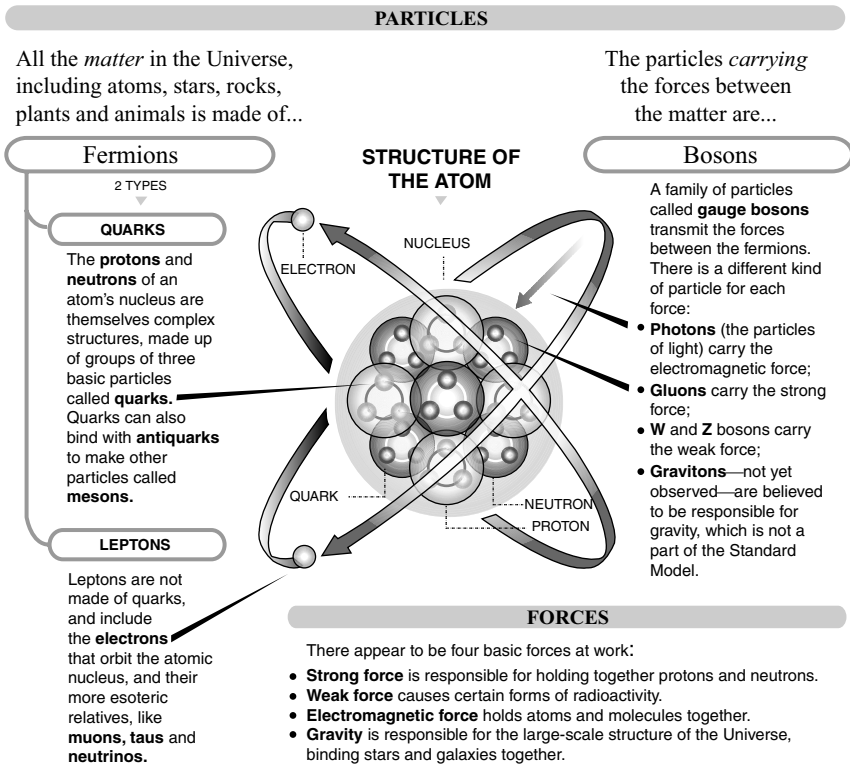 PARTICLES
All the matter in the Universe,
including atoms, stars, rocks,
plants and animals is made of...
The particles carrying
the forces between
the matter are...
Fermions
2 TYPES
QUARKS
The protons and
neutrons of an
atom’s nucleus are
themselves complex
structures, made up
of groups of three
basic particles
called quarks.
Quarks can also
bind with antiquarks
to make other
particles called
mesons.
LEPTONS
Leptons are not
made of quarks,
and include
the electrons
that orbit the atomic
nucleus, and their
more esoteric
relatives, like
muons, taus and
neutrinos.
STRUCTURE OF
THE ATOM
NUCLEUS
ELECTRON
QUARK
NEUTRON
PROTON
Bosons
A family of particles
called gauge bosons
transmit the forces
between the fermions.
There is a different kind
of particle for each
force:
• Photons (the particles
of light) carry the
electromagnetic force;
• Gluons carry the strong
force;
• W and Z bosons carry
the weak force;
• Gravitons—not yet
observed—are believed
to be responsible for
gravity, which is not a
part of the Standard
Model.
FORCES
There appear to be four basic forces at work:
• Strong force is responsible for holding together protons and neutrons.
• Weak force causes certain forms of radioactivity.
• Electromagnetic force holds atoms and molecules together.
• Gravity is responsible for the large-scale structure of the Universe,
binding stars and galaxies together.